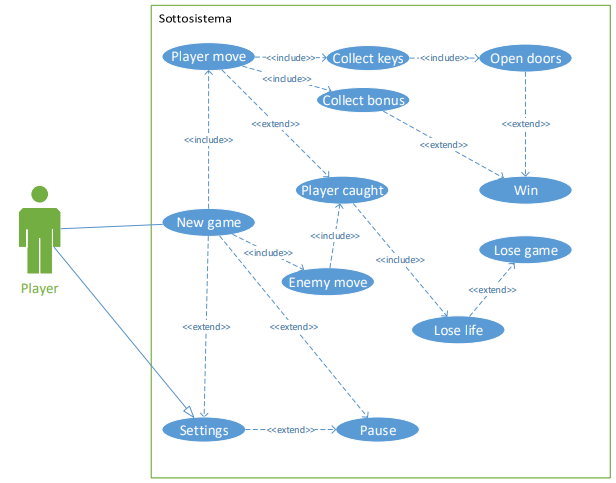 Sottosistema
Player move
<<include>>
Collect keys
<<include>>
Open doors
<<include>>
Collect bonus
<<extend>>
<<extend>>
<<extend>>
<<include>>
Player caught
Win
New game
<<include>>
<<include>>
Lose game
Enemy move
<<include>>
Player
<<extend>>
<<extend>>
<<extend>>
Lose life
Settings
<<extend>>
Pause